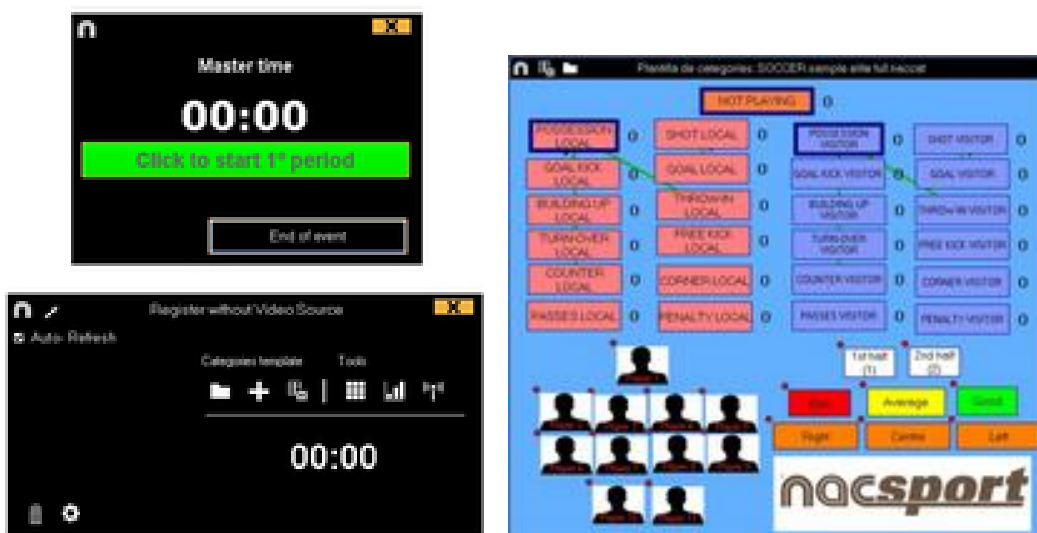 Master time
00:00
Click to start 1º period
End of event
Register without Video Source
Auto- Refresh
Categories template Tools
00:00
Plantilla de categories: SOCCER sample elite full
NOT PLAYING 0
POSSESSION LOCAL 0
SHOT LOCAL 0
POSSESSION VISITOR 0
SHOT VISITOR 0
GOAL KICK LOCAL 0
GOAL LOCAL 0
GOAL KICK VISITOR 0
GOAL VISITOR 0
BUILDING UP LOCAL 0
THROW-IN LOCAL 0
BUILDING UP VISITOR 0
THROW-IN VISITOR 0
TURNOVER LOCAL 0
FREE KICK LOCAL 0
TURNOVER VISITOR 0
FREE KICK VISITOR 0
COUNTER LOCAL 0
CORNER LOCAL 0
COUNTER VISITOR 0
CORNER VISITOR 0
PASSES LOCAL 0
PENALTY LOCAL 0
PASSES VISITOR 0
PENALTY VISITOR 0
1st half (1)
2nd half (2)
Average
Good
Right
Centre
Left
nacsport